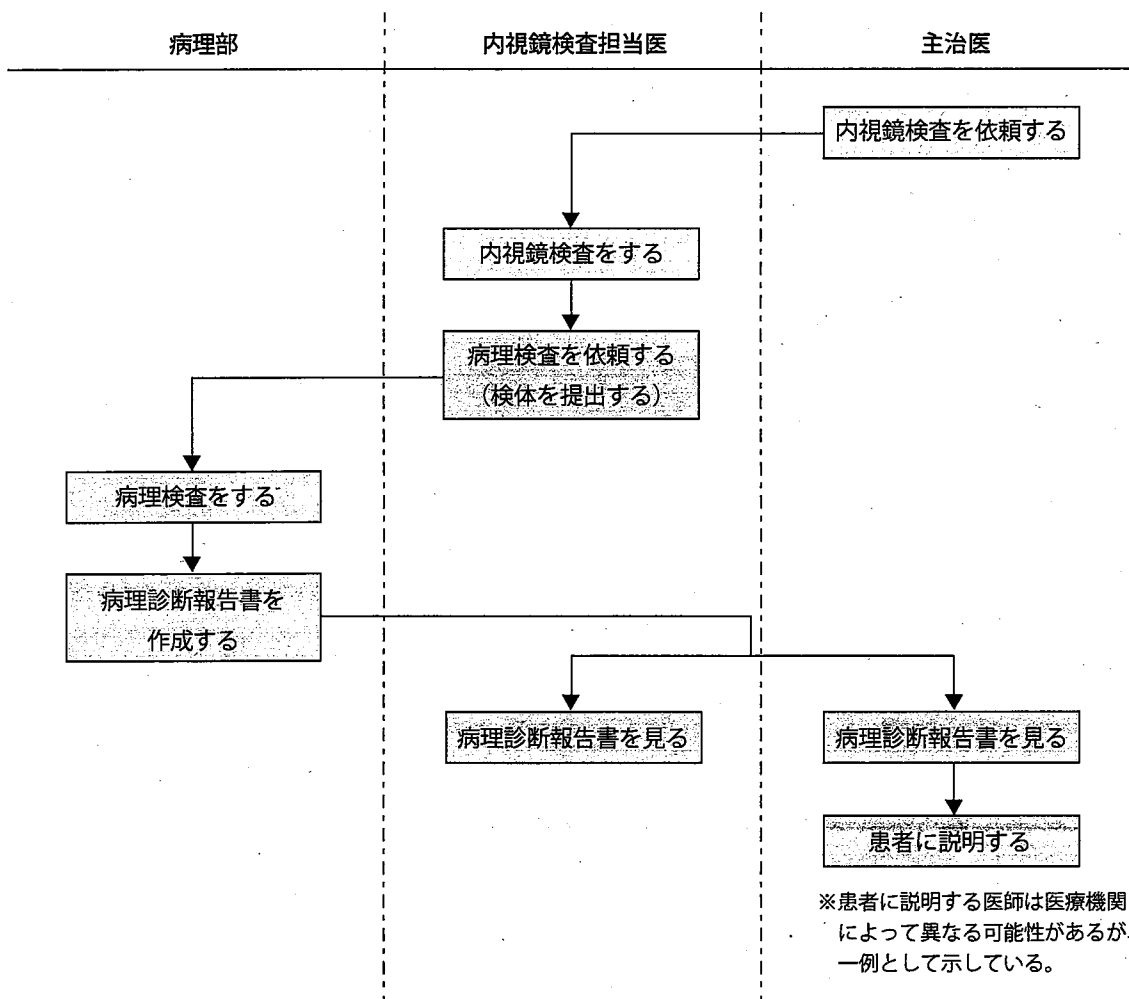 病理部
内視鏡検査担当医
主治医
内視鏡検査を依頼する
内視鏡検査をする
病理検査を依頼する
（検体を提出する）
病理検査をする
病理診断報告書を
作成する
病理診断報告書を見る
病理診断報告書を見る
患者に説明する
※患者に説明する医師は医療機関
によって異なる可能性があるが、
一例として示している。